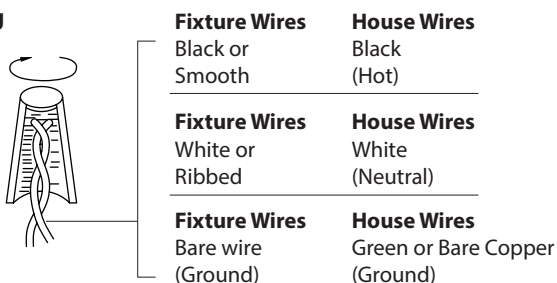 Fixture Wires House Wires
Black or Black
Smooth (Hot)
Fixture Wires House Wires
White or White
Ribbed (Neutral)
Fixture Wires House Wires
Bare wire Green or Bare Copper
(Ground) (Ground)